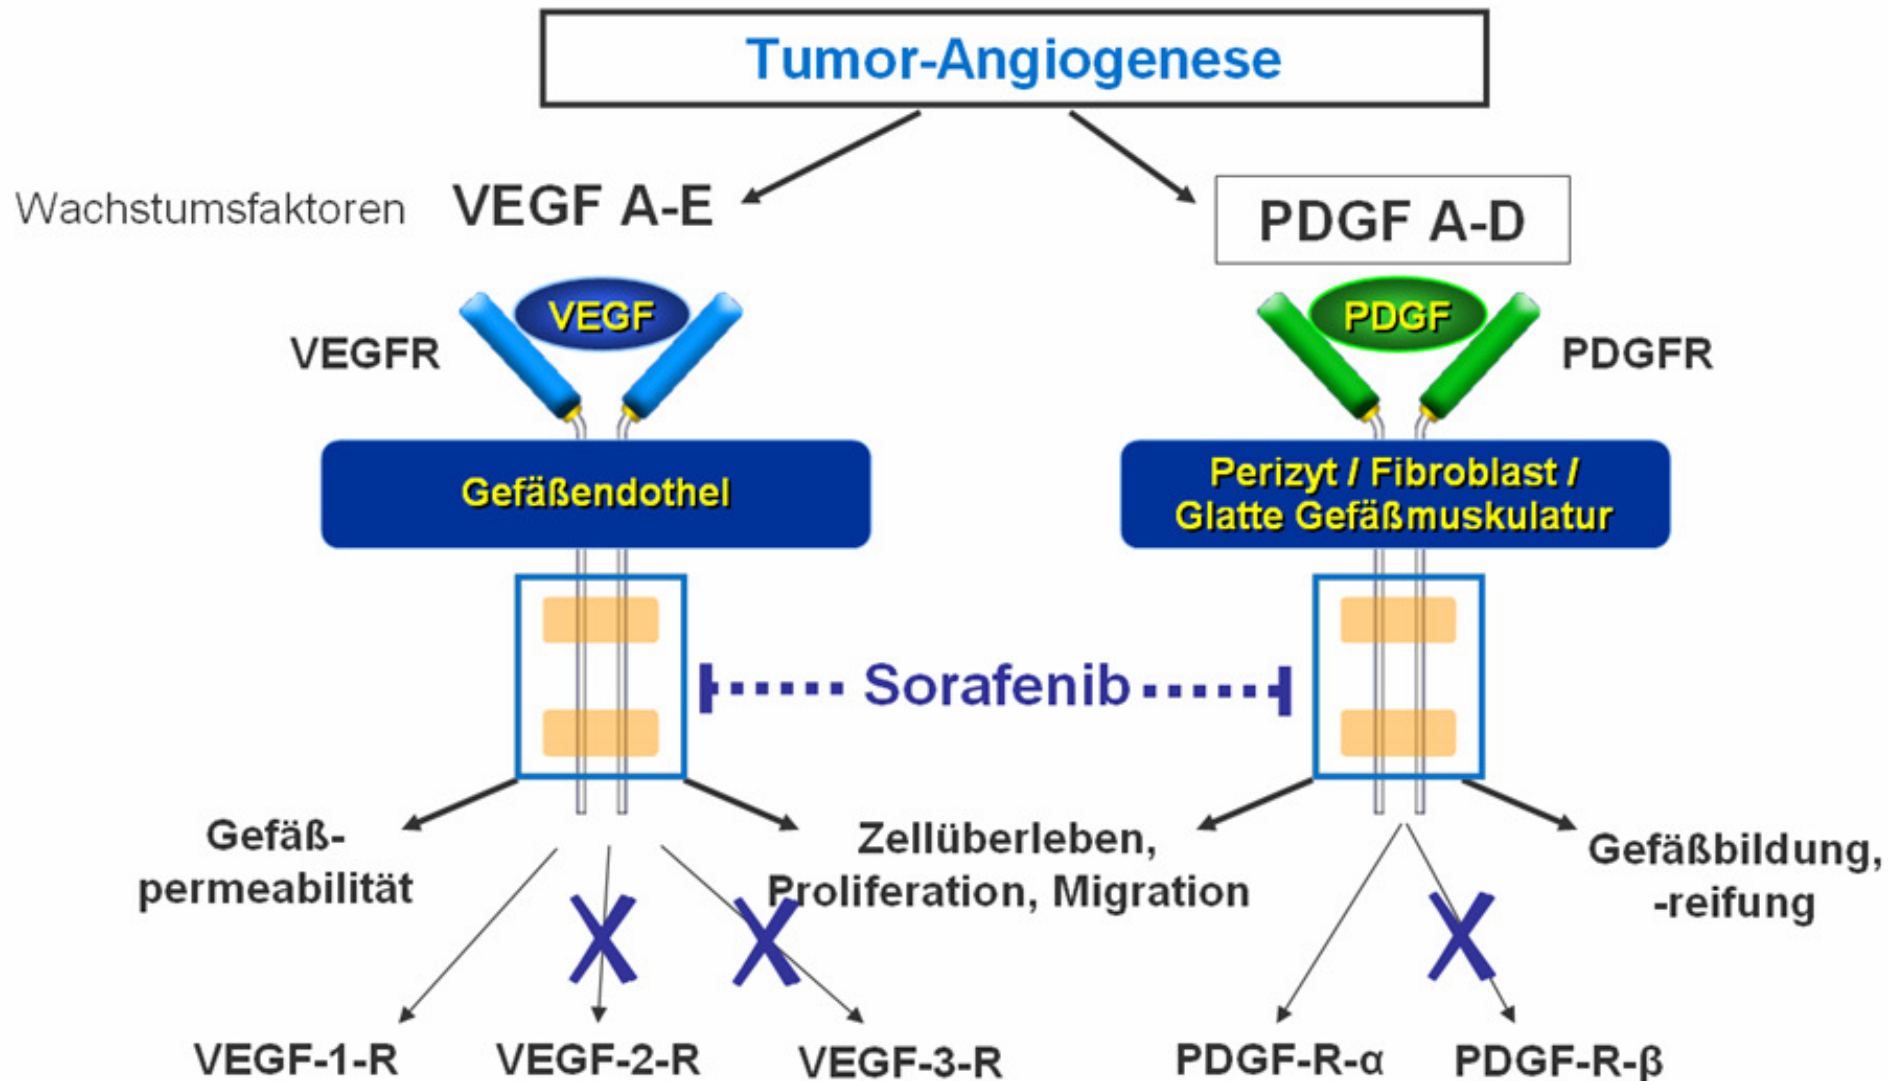 Tumor-Angiogenese
Wachstumsfaktoren
VEGF A-E
PDGF A-D
VEGF
PDGF
VEGFR
PDGFR
Gefäßendothel
Perizyt / Fibroblast /
Glatte Gefäßmuskulatur
Sorafenib
Gefäß-
permeabilität
Zellüberleben,
Proliferation, Migration
Gefäßbildung,
-reifung
VEGF-1-R
VEGF-2-R
VEGF-3-R
PDGF-R-α
PDGF-R-β